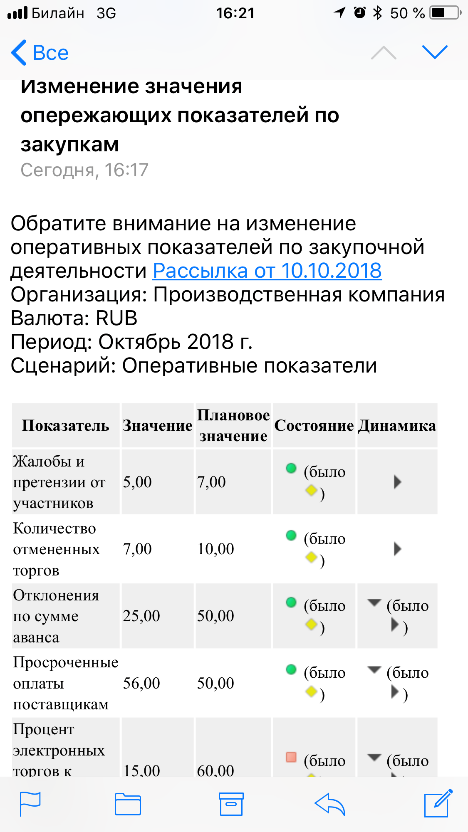 Билайн 3G 16:21 50 %
Все
Изменение значения
опережающих показателей по
закупкам
Сегодня, 16:17
Обратите внимание на изменение
оперативных показателей по закупочной
деятельности Рассылка от 10.10.2018
Организация: Производственная компания
Валюта: RUB
Период: Октябрь 2018 г.
Сценарий: Оперативные показатели
Показатель Значение Плановое значение Состояние Динамика
Жалобы и
претензии от
участников
5,00 7,00 (было )
Количество
отмененных
торгов
7,00 10,00 (было )
Отклонения
по сумме
аванса
25,00 50,00 (было ) (было )
Просроченные
оплаты
поставщикам
56,00 50,00 (было ) (было )
Процент
электронных
торгов к
15,00 60,00 (было (было